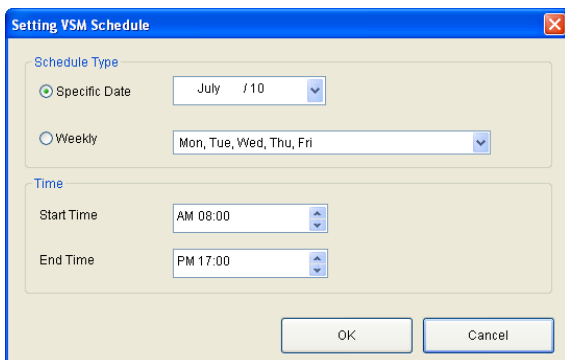 Setting VSM Schedule
Schedule Type
Specific Date
July / 10
Weekly
Mon, Tue, Wed, Thu, Fri
Time
Start Time
AM 08:00
End Time
PM 17:00
OK
Cancel